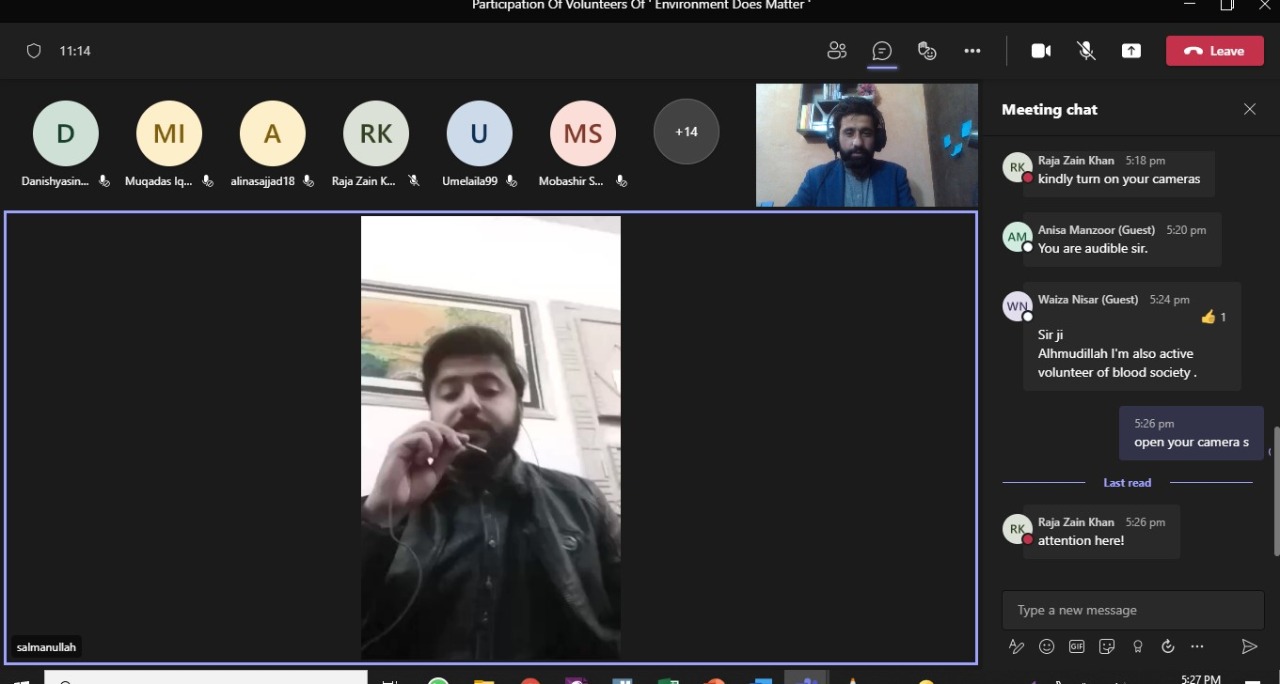 Participation Of Volunteers Of ' Environment Does Matter '
11:14
Leave
D
MI
A
RK
U
MS
+14
Danishyasin...
Muqadas Iq...
alinasajjad18
Raja Zain K...
Umelaila99
Mobashir S...
salmanullah
Meeting chat
RK
Raja Zain Khan 5:18 pm
kindly turn on your cameras
AM
Anisa Manzoor (Guest) 5:20 pm
You are audible sir.
WN
Waiza Nisar (Guest) 5:24 pm
👍 1
Sir ji
Alhmudillah I'm also active
volunteer of blood society .
5:26 pm
open your camera s
Last read
RK
Raja Zain Khan 5:26 pm
attention here!
Type a new message
GIF
5:27 PM